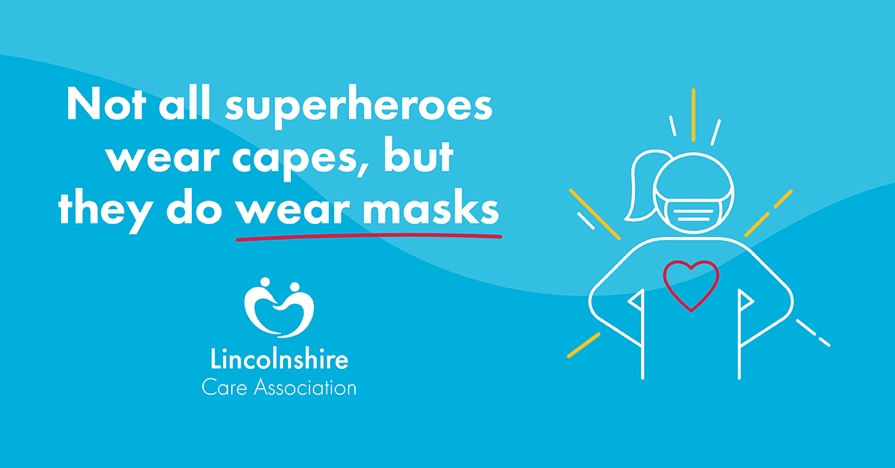 Not all superheroes
wear capes, but
they do wear masks
Lincolnshire
Care Association